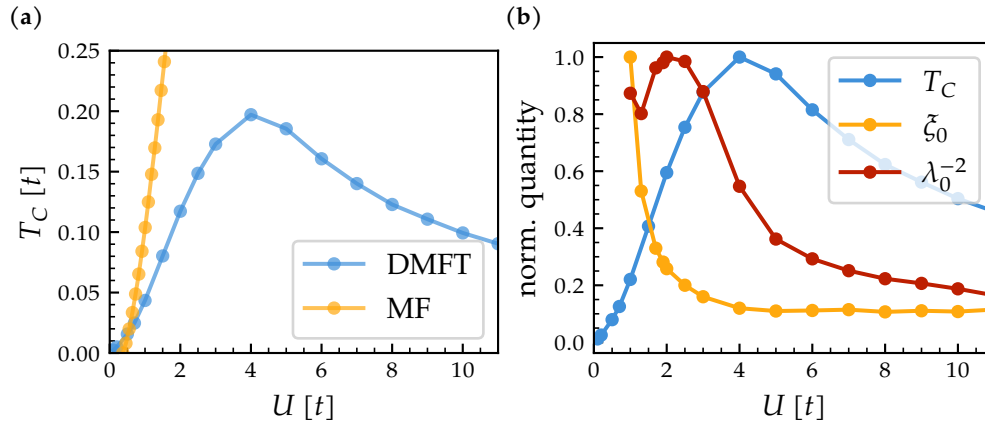 (a)
0.25
0.20
0.15
0.10
0.05
0.00
T_C [t]
0 2 4 6 8 10
U [t]
DMFT
MF
(b)
1.0
0.8
0.6
0.4
0.2
0.0
norm. quantity
0 2 4 6 8 10
U [t]
T_C
ξ_0
λ_0^{-2}